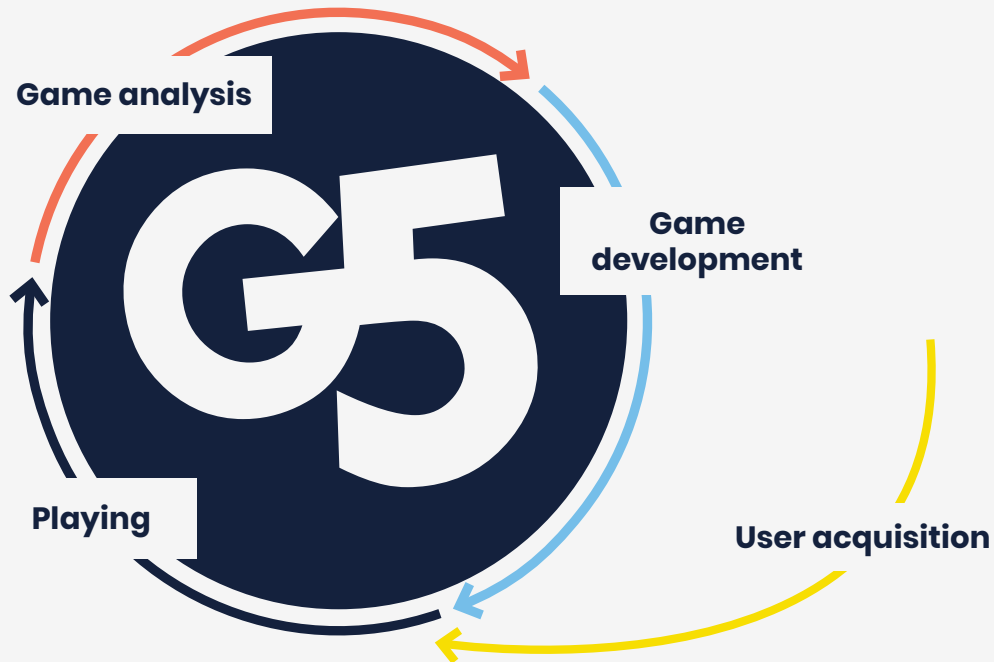 Game analysis
G5
Game
development
Playing
User acquisition